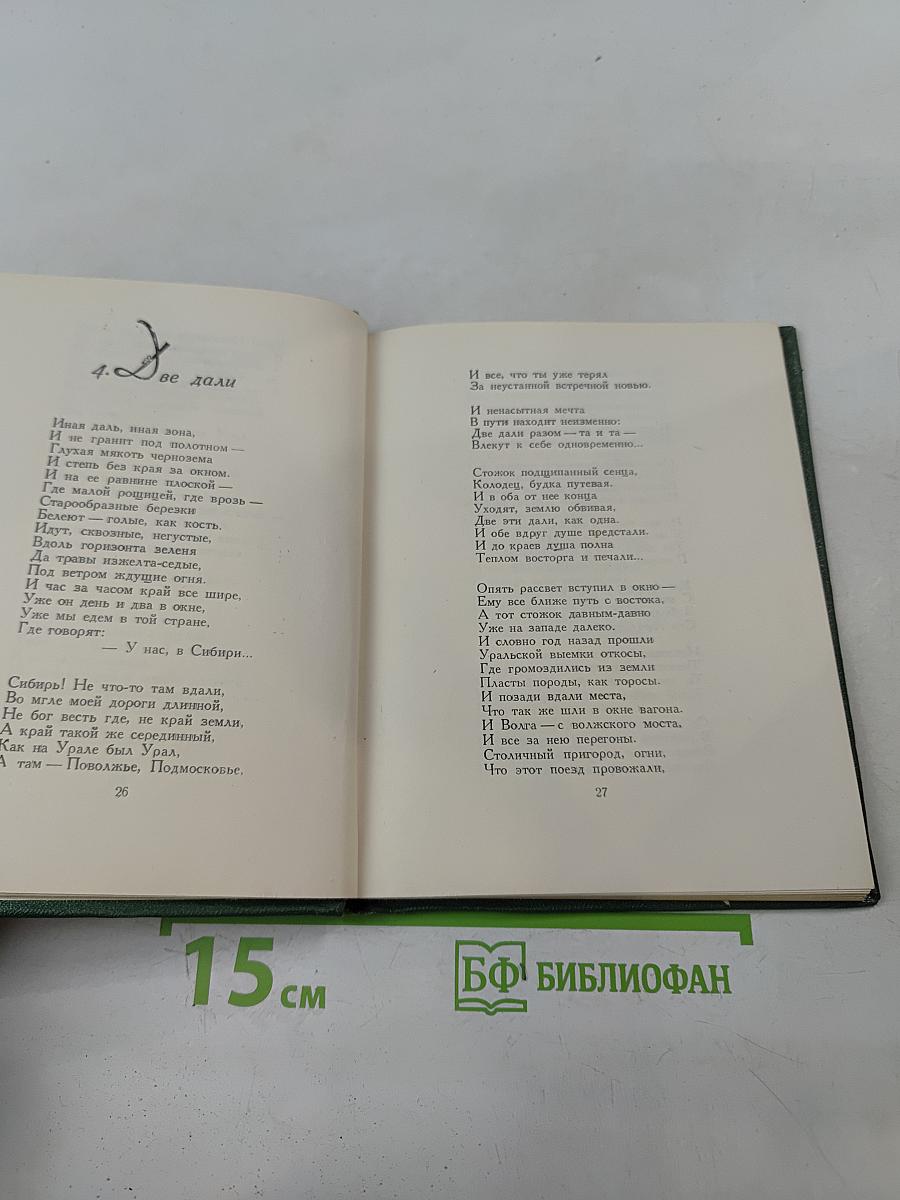 4. Две дали
Иная даль, иная зона,
И не гранит под полотном —
Глухая мякоть чернозема
И степь без края за окном.
И на ее равнине плоской —
Где малой рощицей, где врозь —
Старообразные березки
Белеют — голые, как кость.
Идут, сквозные, негустые,
Вдоль горизонта зеленя
Да травы изжелта-седые,
Под ветром ждущие огня.
И час за часом край все шире,
Уже он день и два в окне,
Уже мы едем в той стране,
Где говорят:
— У нас, в Сибири...
Сибирь! Не что-то там вдали,
Во мгле моей дороги длинной,
Не бог весть где, не край земли,
А край такой же серединный,
Как на Урале был Урал,
А там — Поволжье, Подмосковье,
26
И все, что ты уже терял
За неустанной встречной новью.
И ненасытная мечта
В пути находит неизменно:
Две дали разом — та и та —
Влекут к себе одновременно...
Стожок подщипанный сенца,
Колодец, будка путевая.
И в оба от нее конца
Уходят, землю обвивая,
Две эти дали, как одна.
И обе вдруг душе предстали.
И до краев душа полна
Теплом восторга и печали...
Опять рассвет вступил в окно —
Ему все ближе путь с востока,
А тот стожок давным-давно
Уже на западе далеко.
И словно год назад прошли
Уральской выемки откосы,
Где громоздились из земли
Пласты породы, как торосы.
И позади вдали места,
Что так же шли в окне вагона.
И Волга — с волжского моста,
И все за нею перегоны.
Столичный пригород, огни,
Что этот поезд провожали,
27
15 см
БФ БИБЛИОФАН